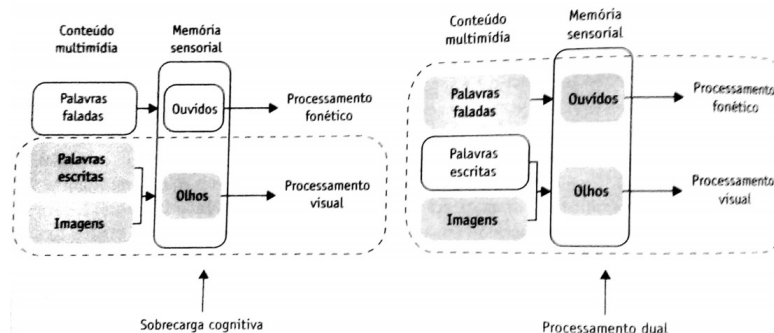 Conteúdo
multimídia
Memória
sensorial
Palavras
faladas
Ouvidos
Processamento
fonético
Palavras
escritas
Olhos
Processamento
visual
Imagens
Sobrecarga cognitiva
Conteúdo
multimídia
Memória
sensorial
Palavras
faladas
Ouvidos
Processamento
fonético
Palavras
escritas
Olhos
Processamento
visual
Imagens
Processamento dual